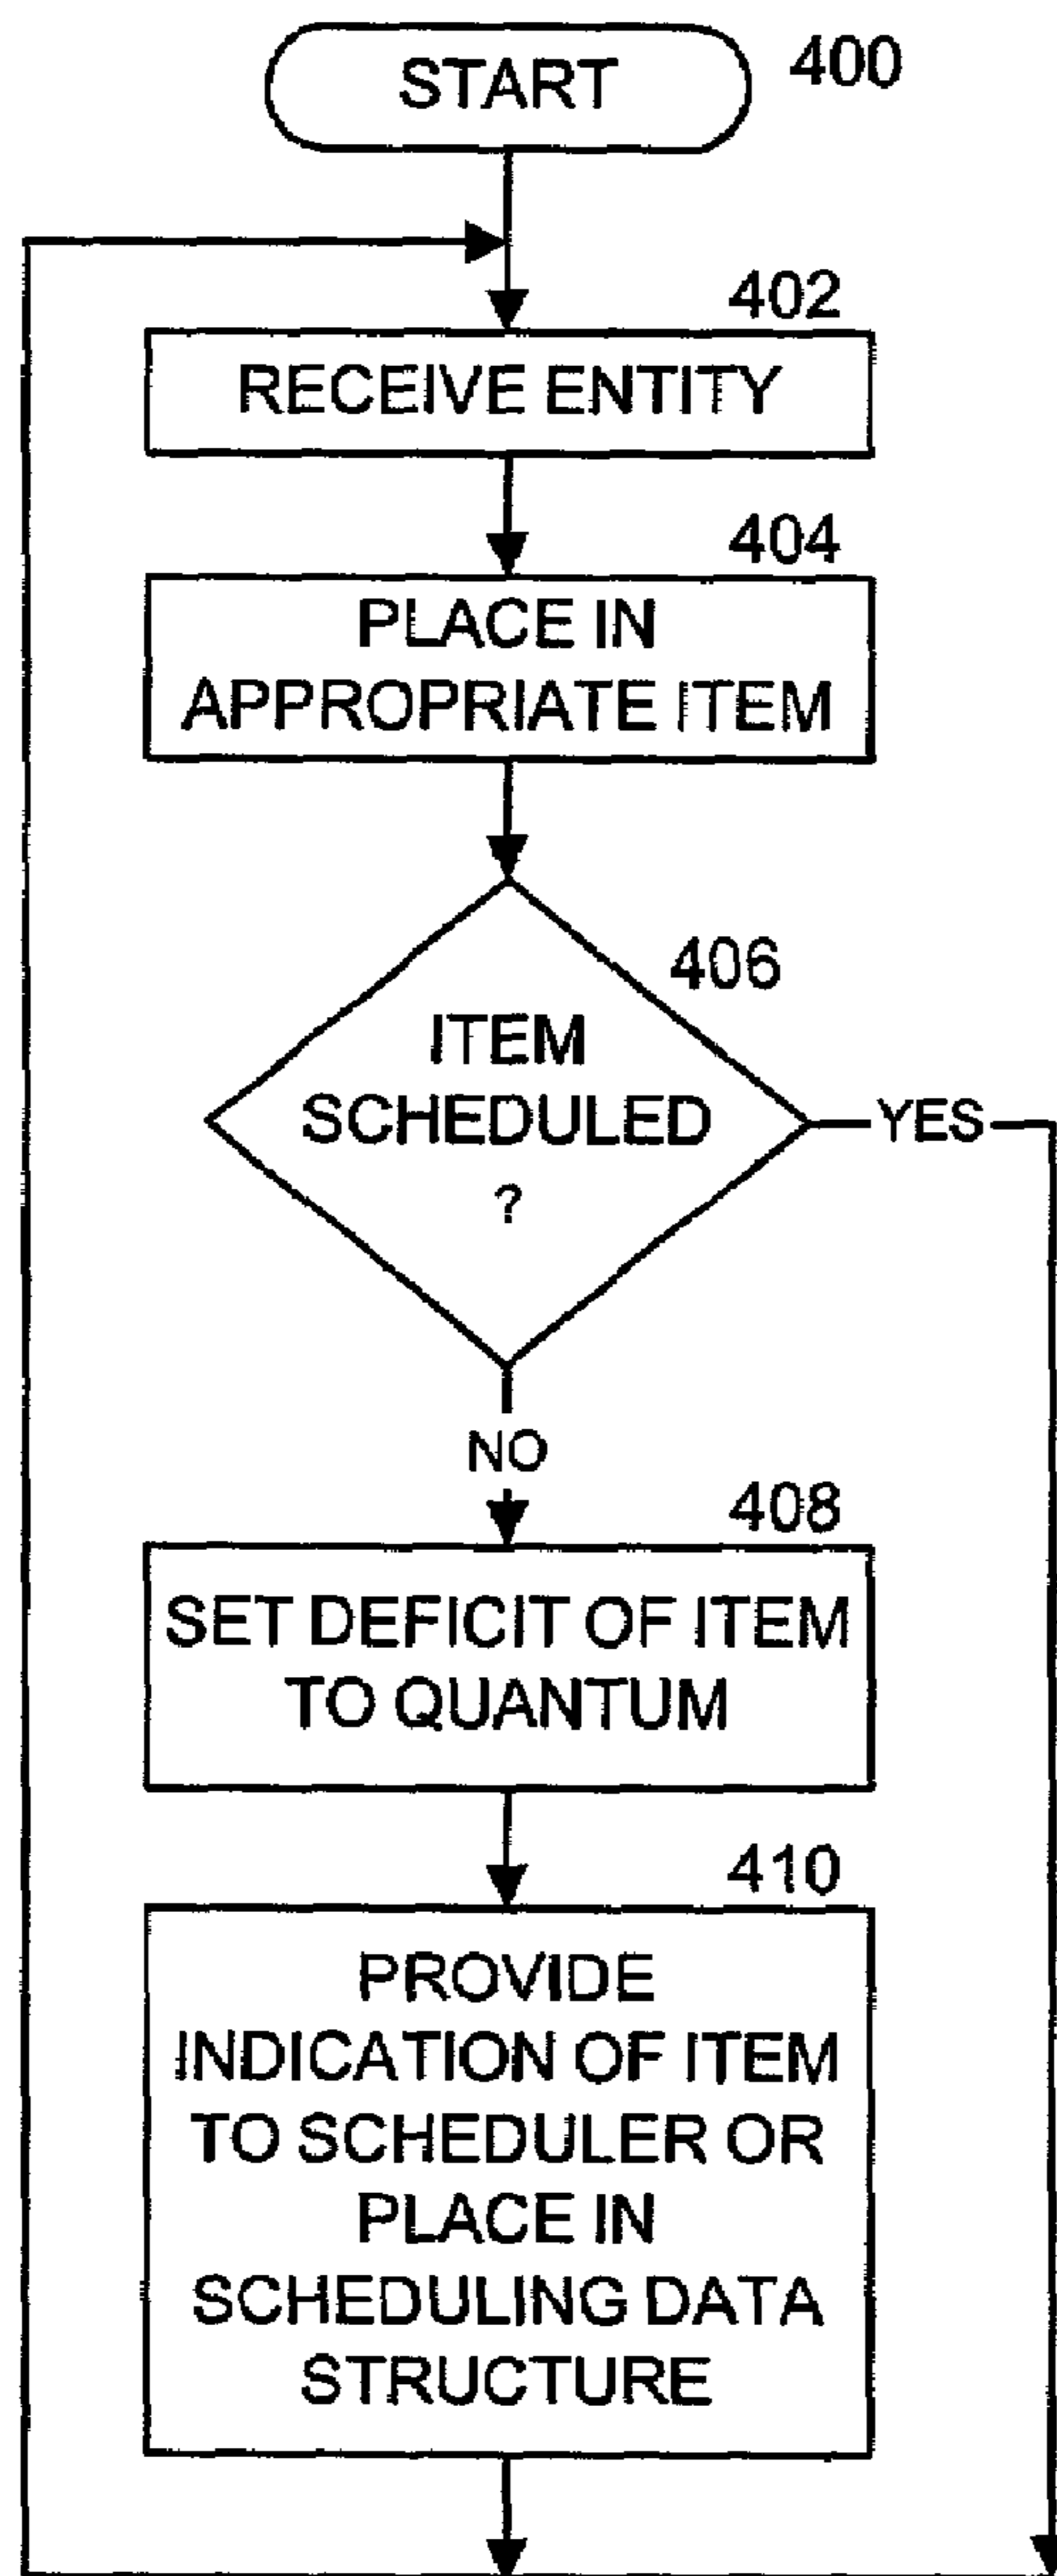 START
400
402
RECEIVE ENTITY
404
PLACE IN
APPROPRIATE ITEM
406
ITEM
SCHEDULED
?
YES
NO
408
SET DEFICIT OF ITEM
TO QUANTUM
410
PROVIDE
INDICATION OF ITEM
TO SCHEDULER OR
PLACE IN
SCHEDULING DATA
STRUCTURE